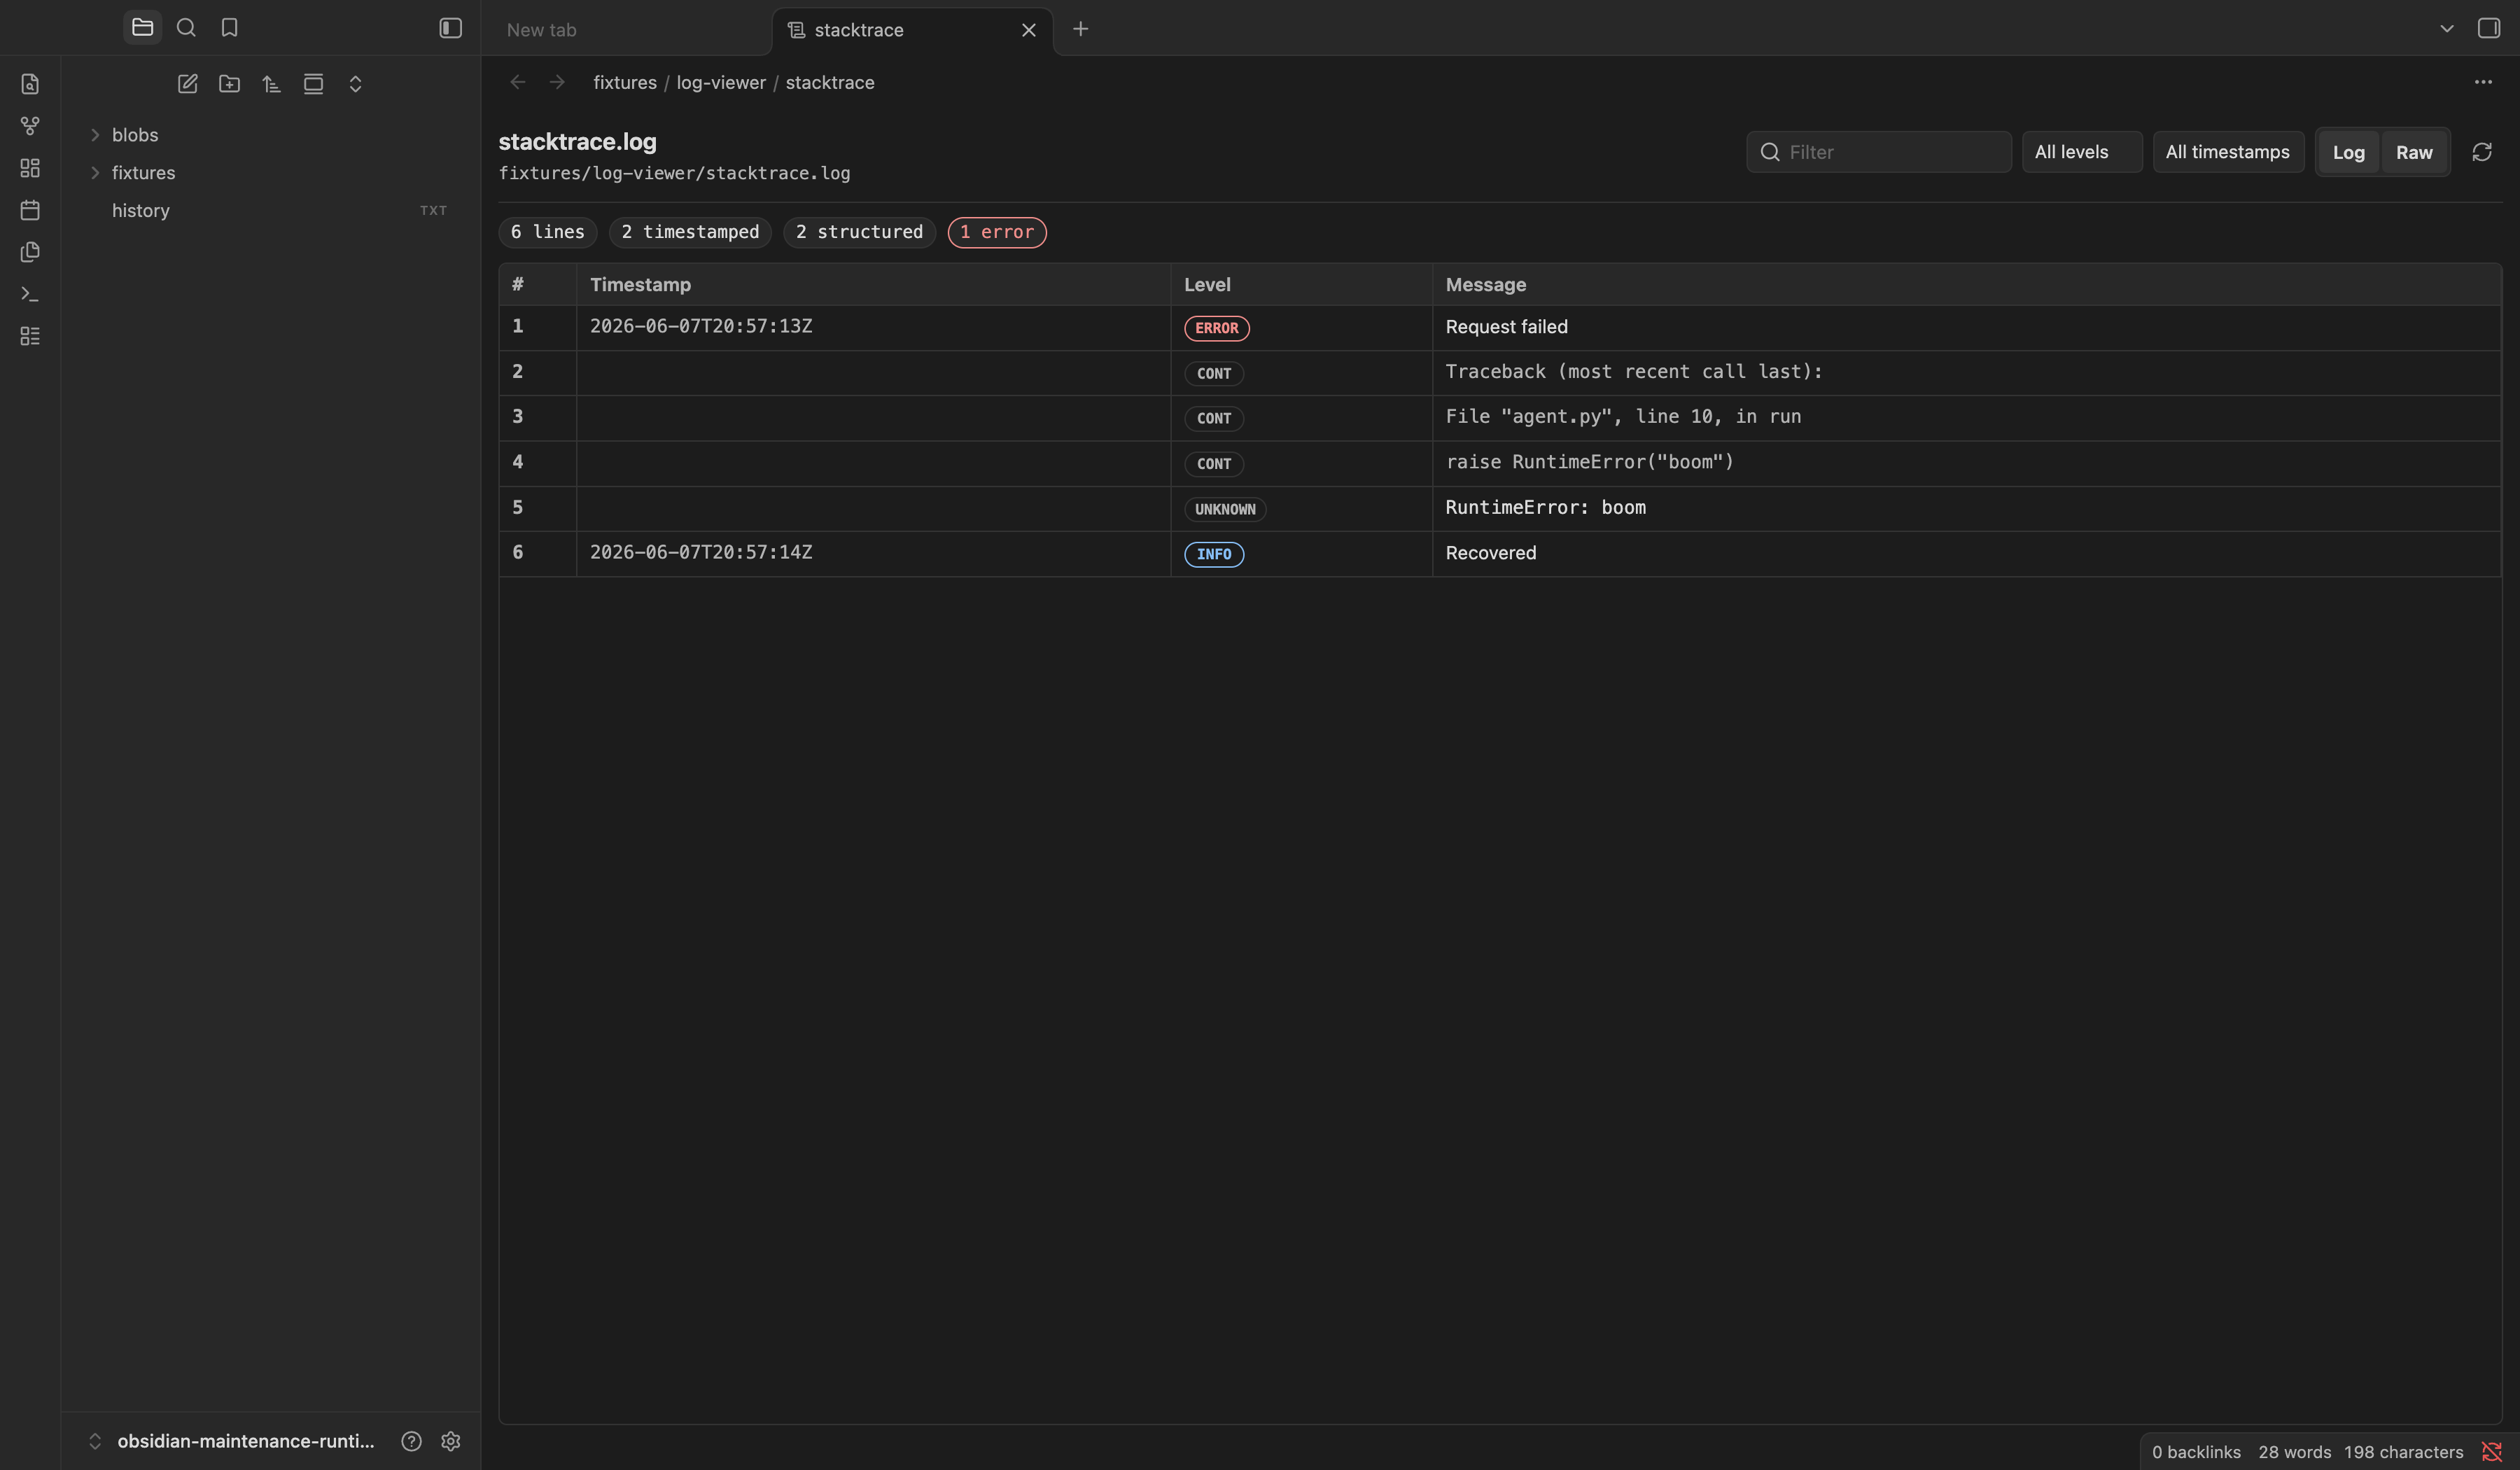 New tab
stacktrace
fixtures / log-viewer / stacktrace
blobs
fixtures
history TXT
stacktrace.log
fixtures/log-viewer/stacktrace.log
Filter
All levels
All timestamps
Log
Raw
6 lines
2 timestamped
2 structured
1 error
# Timestamp Level Message
1 2026-06-07T20:57:13Z ERROR Request failed
2 CONT Traceback (most recent call last):
3 CONT File "agent.py", line 10, in run
4 CONT raise RuntimeError("boom")
5 UNKNOWN RuntimeError: boom
6 2026-06-07T20:57:14Z INFO Recovered
obsidian-maintenance-runti...
0 backlinks 28 words 198 characters